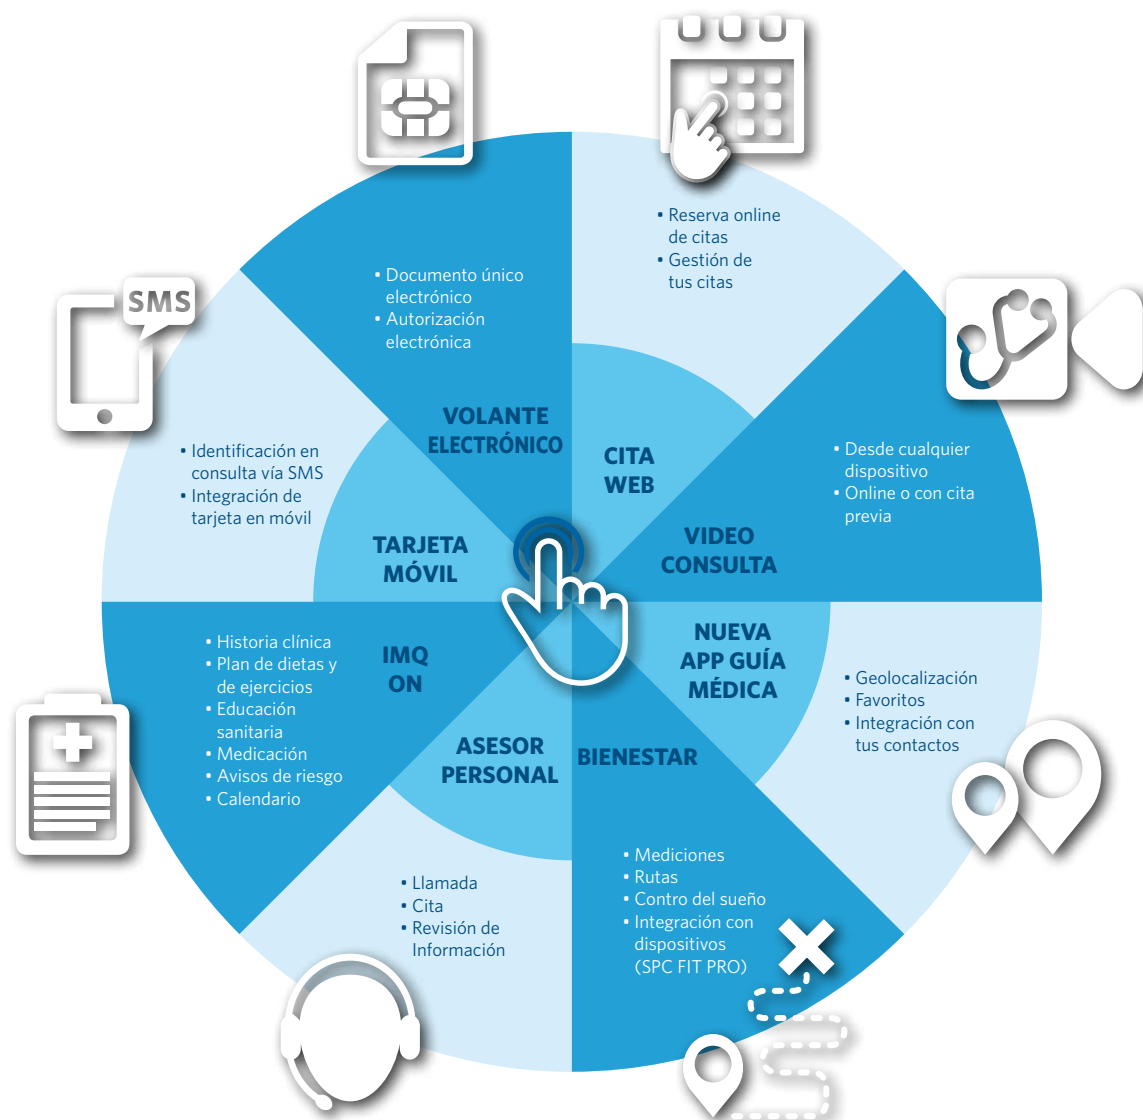 • Reserva online
de citas
• Gestión de
tus citas
CITA
WEB
• Desde cualquier
dispositivo
• Online o con cita
previa
VIDEO
CONSULTA
NUEVA
APP GUÍA
MÉDICA
• Geolocalización
• Favoritos
• Integración con
tus contactos
BIENESTAR
• Mediciones
• Rutas
• Contro del sueño
• Integración con
dispositivos
(SPC FIT PRO)
ASESOR
PERSONAL
• Llamada
• Cita
• Revisión de
Información
IMQ
ON
• Historia clínica
• Plan de dietas y
de ejercicios
• Educación
sanitaria
• Medicación
• Avisos de riesgo
• Calendario
SMS
• Identificación en
consulta vía SMS
• Integración de
tarjeta en móvil
TARJETA
MÓVIL
• Documento único
electrónico
• Autorización
electrónica
VOLANTE
ELECTRÓNICO